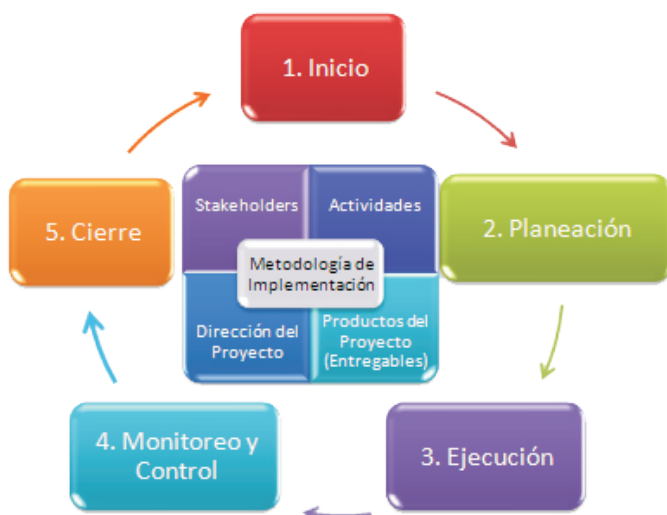 1. Inicio
2. Planeación
3. Ejecución
4. Monitoreo y
Control
5. Cierre
Stakeholders
Actividades
Metodología de
Implementación
Dirección del
Proyecto
Productos del
Proyecto
(Entregables)